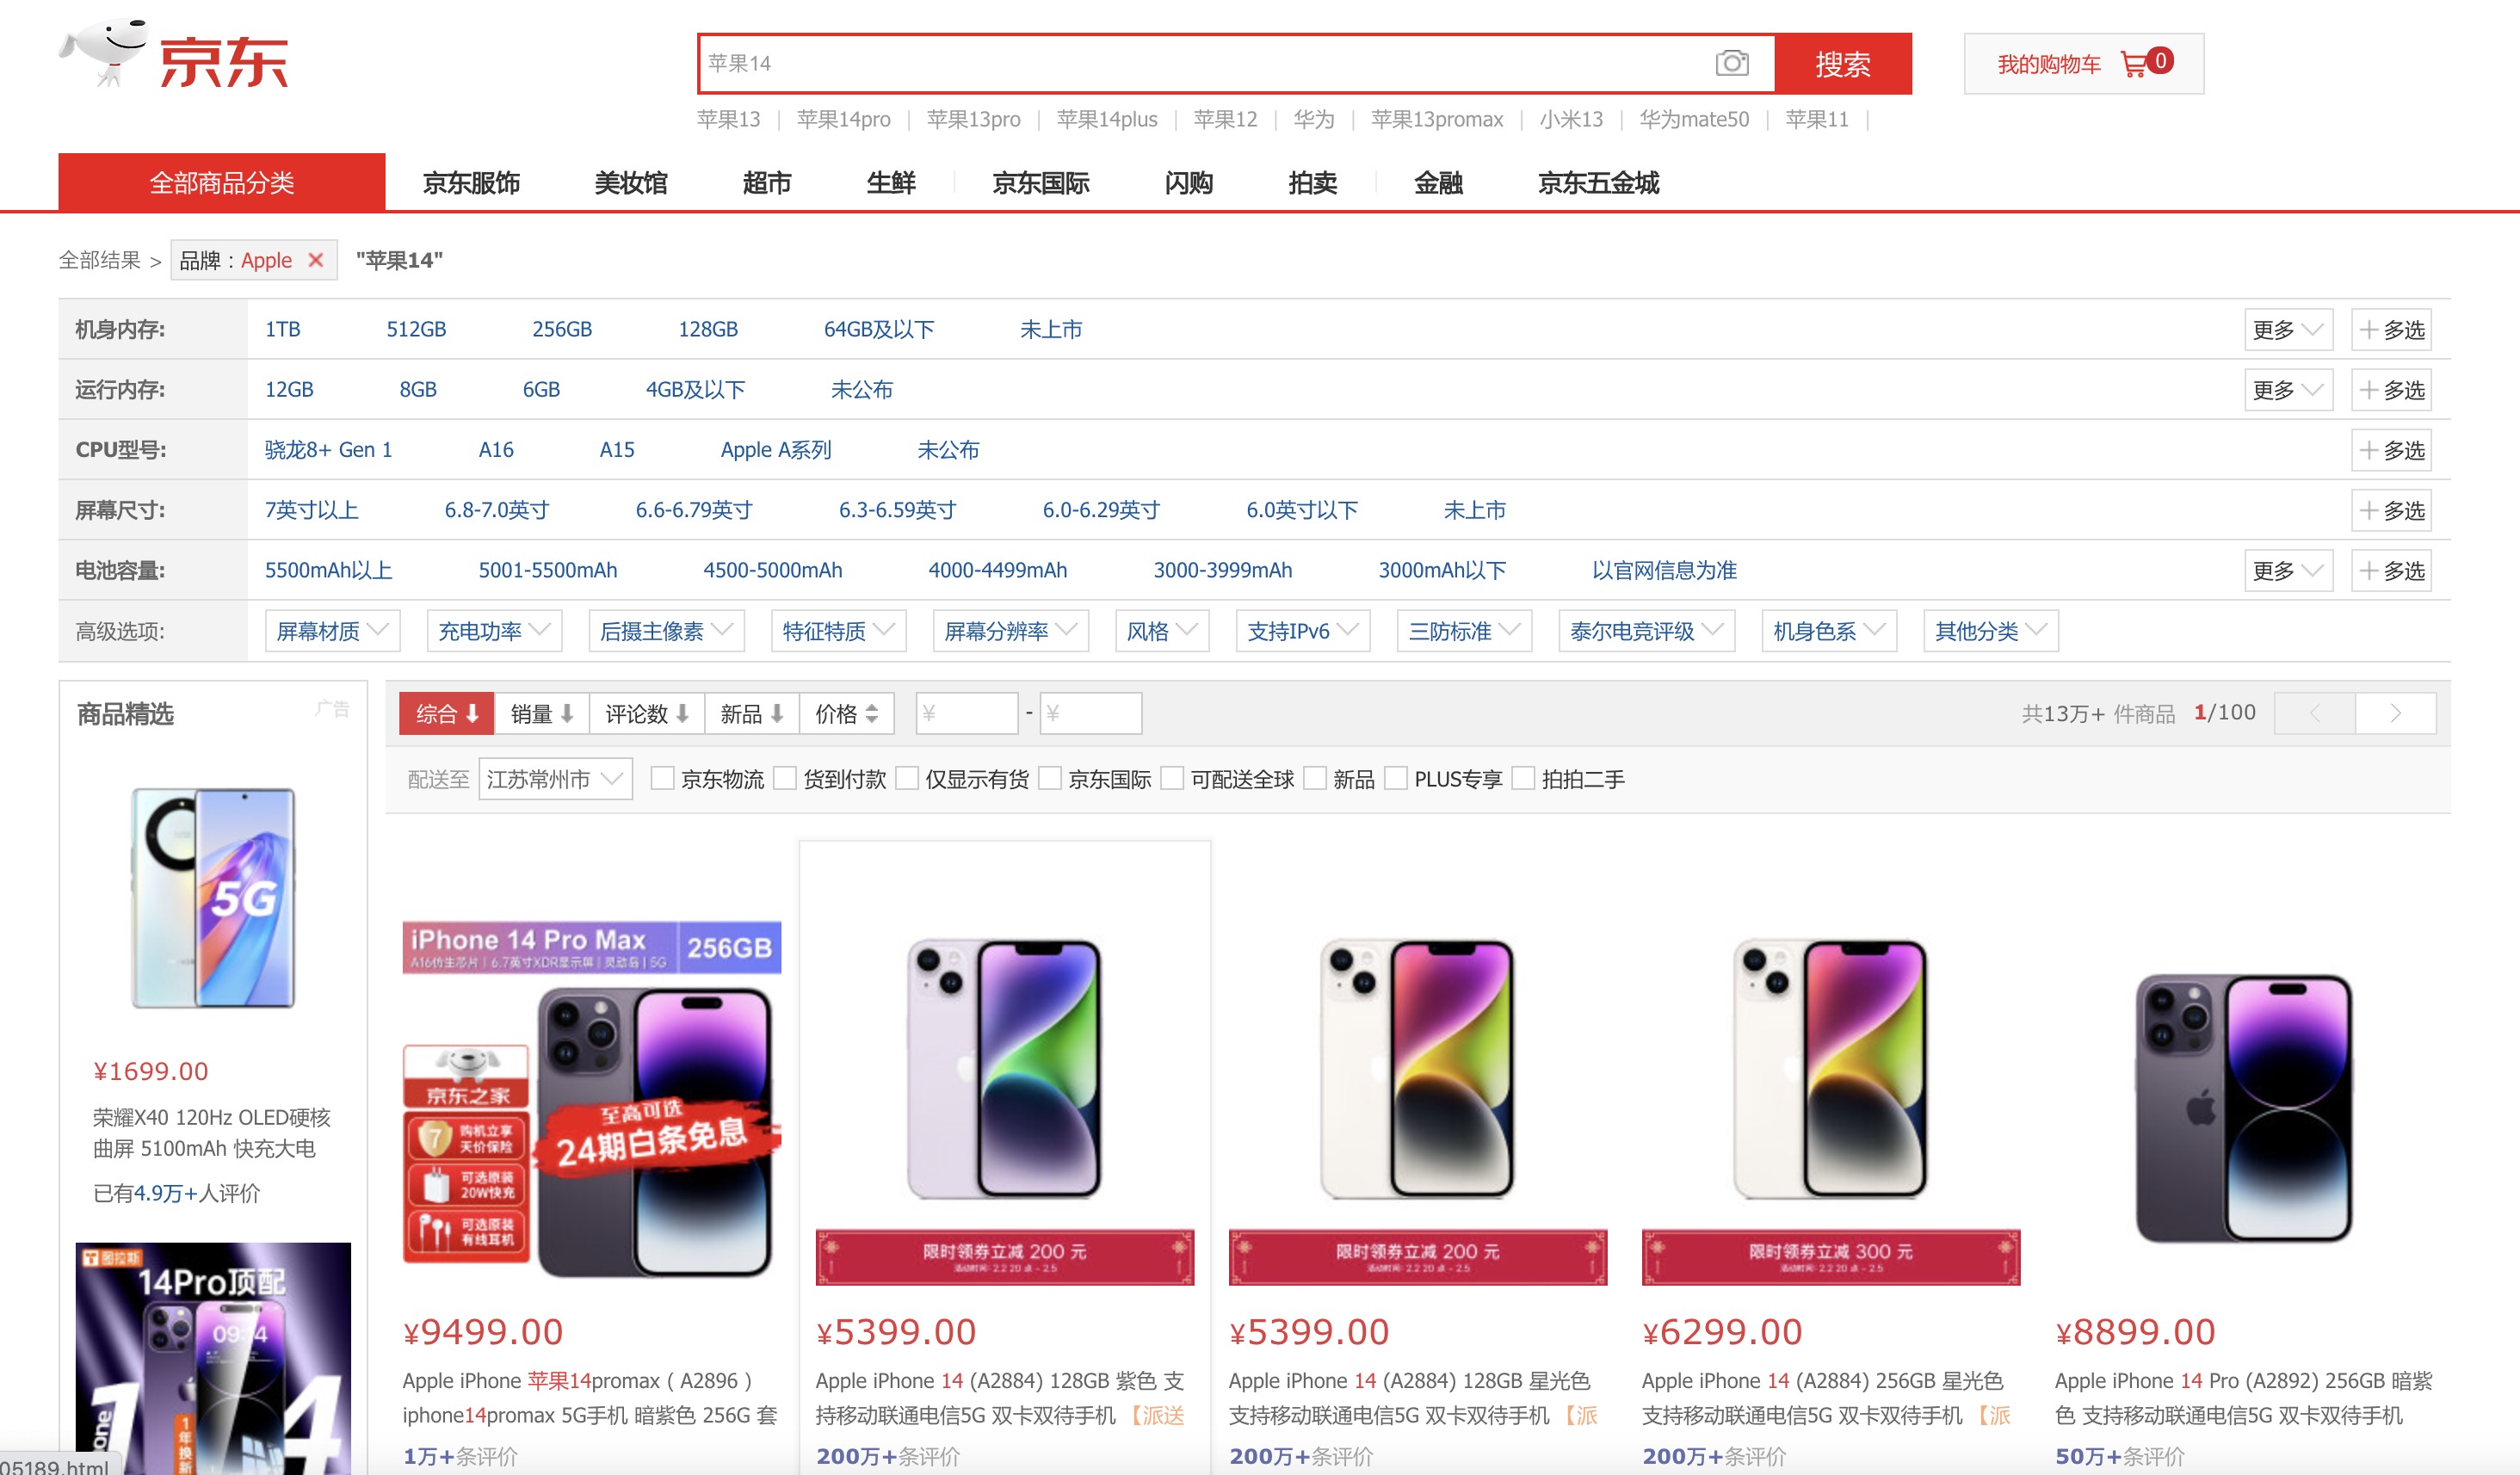 京东
苹果14
搜索
我的购物车 0
苹果13 | 苹果14pro | 苹果13pro | 苹果14plus | 苹果12 | 华为 | 苹果13promax | 小米13 | 华为mate50 | 苹果11 |
全部商品分类 京东服饰 美妆馆 超市 生鲜 京东国际 闪购 拍卖 金融 京东五金城
全部结果 > 品牌：Apple "苹果14"
机身内存: 1TB 512GB 256GB 128GB 64GB及以下 未上市 更多 多选
运行内存: 12GB 8GB 6GB 4GB及以下 未公布 更多 多选
CPU型号: 骁龙8+ Gen 1 A16 A15 Apple A系列 未公布 多选
屏幕尺寸: 7英寸以上 6.8-7.0英寸 6.6-6.79英寸 6.3-6.59英寸 6.0-6.29英寸 6.0英寸以下 未上市 多选
电池容量: 5500mAh以上 5001-5500mAh 4500-5000mAh 4000-4499mAh 3000-3999mAh 3000mAh以下 以官网信息为准 更多 多选
高级选项: 屏幕材质 充电功率 后摄主像素 特征特质 屏幕分辨率 风格 支持IPv6 三防标准 泰尔电竞评级 机身色系 其他分类
商品精选 广告
5G
¥1699.00
荣耀X40 120Hz OLED硬核
曲屏 5100mAh 快充大电
已有4.9万+人评价
图拉斯
14Pro顶配
09:34
1年换新
05189.html
综合 销量 评论数 新品 价格 ¥ - ¥ 共13万+ 件商品 1/100
配送至 江苏常州市 京东物流 货到付款 仅显示有货 京东国际 可配送全球 新品 PLUS专享 拍拍二手
iPhone 14 Pro Max 256GB
A16仿生芯片 | 6.7英寸XDR显示屏 | 灵动岛 | 5G
京东之家
7 购机立享
天价保险
可选原装
20W快充
可选原装
有线耳机
至高可选
24期白条免息
¥9499.00
Apple iPhone 苹果14promax（A2896）
iphone14promax 5G手机 暗紫色 256G 套
1万+条评价
限时领券立减 200 元
活动时间: 2.2 20 点 - 2.5
¥5399.00
Apple iPhone 14 (A2884) 128GB 紫色 支
持移动联通电信5G 双卡双待手机 【派送
200万+条评价
限时领券立减 200 元
活动时间: 2.2 20 点 - 2.5
¥5399.00
Apple iPhone 14 (A2884) 128GB 星光色
支持移动联通电信5G 双卡双待手机 【派
200万+条评价
限时领券立减 300 元
活动时间: 2.2 20 点 - 2.5
¥6299.00
Apple iPhone 14 (A2884) 256GB 星光色
支持移动联通电信5G 双卡双待手机 【派
200万+条评价
¥8899.00
Apple iPhone 14 Pro (A2892) 256GB 暗紫
色 支持移动联通电信5G 双卡双待手机
50万+条评价